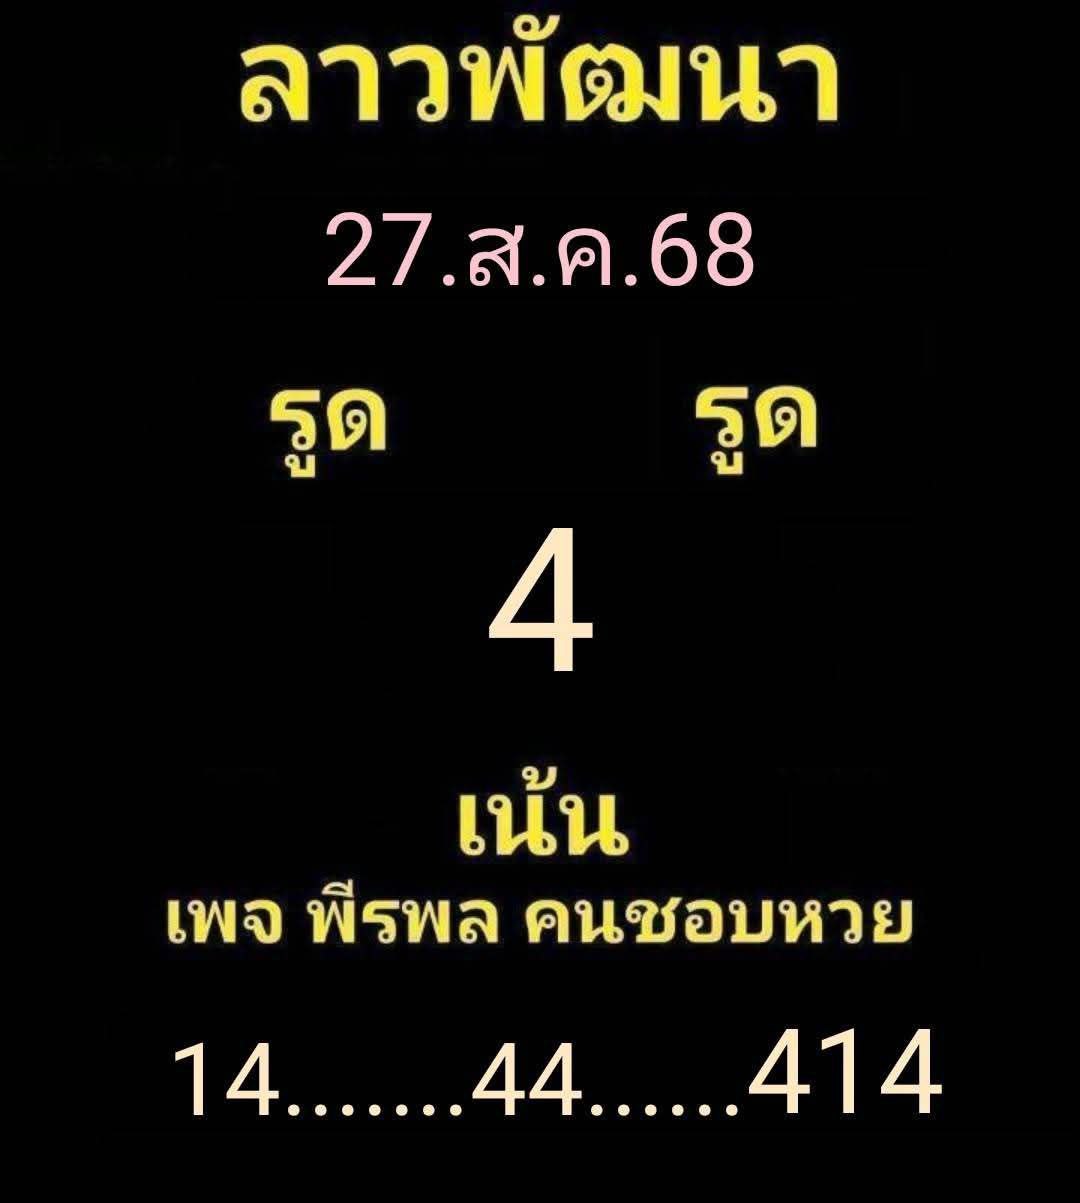 ลาวพัฒนา
27.ส.ค.68
รูด รูด
4
เน้น
เพจ พีรพล คนชอบหวย
14.......44......414